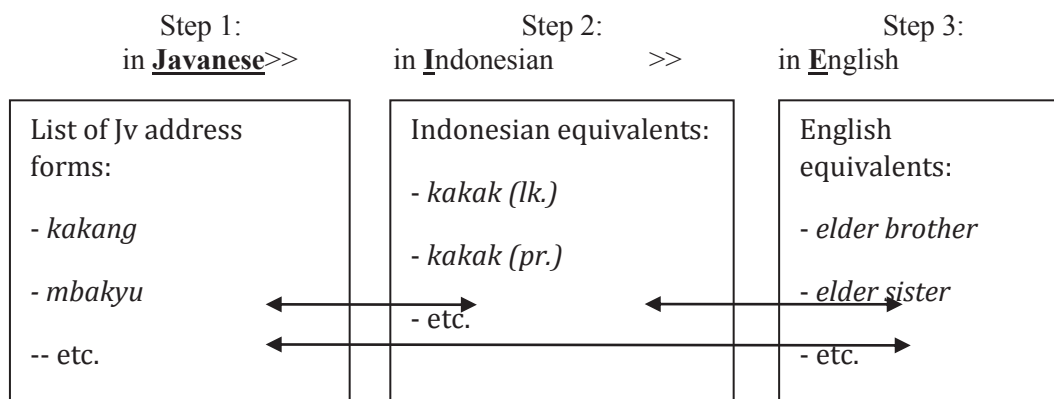 Step 1:
in Javanese>>
Step 2:
in Indonesian >>
Step 3:
in English
List of Jv address
forms:
- kakang
- mbakyu
-- etc.
Indonesian equivalents:
- kakak (lk.)
- kakak (pr.)
- etc.
English
equivalents:
- elder brother
- elder sister
- etc.